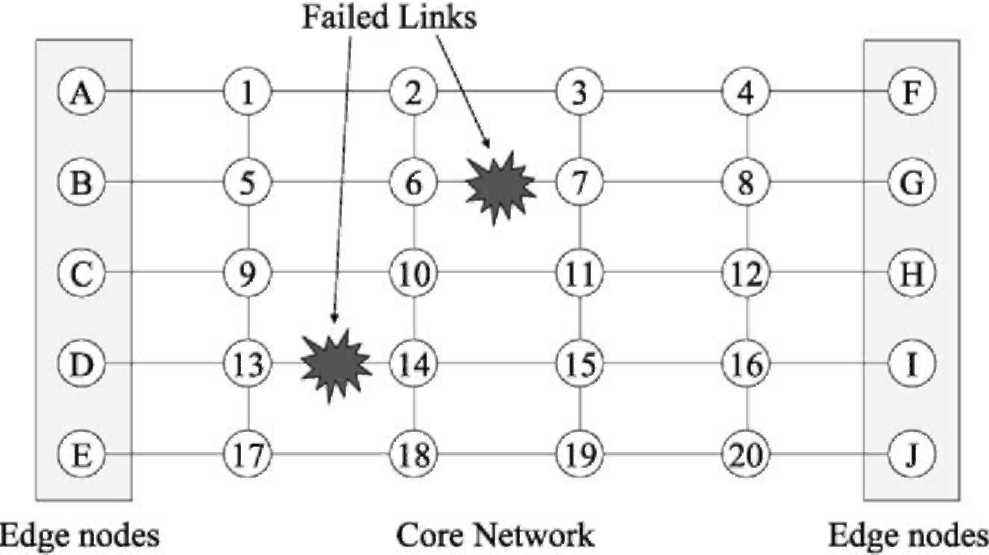 Failed Links
A 1 2 3 4 F
B 5 6 7 8 G
C 9 10 11 12 H
D 13 14 15 16 I
E 17 18 19 20 J
Edge nodes Core Network Edge nodes